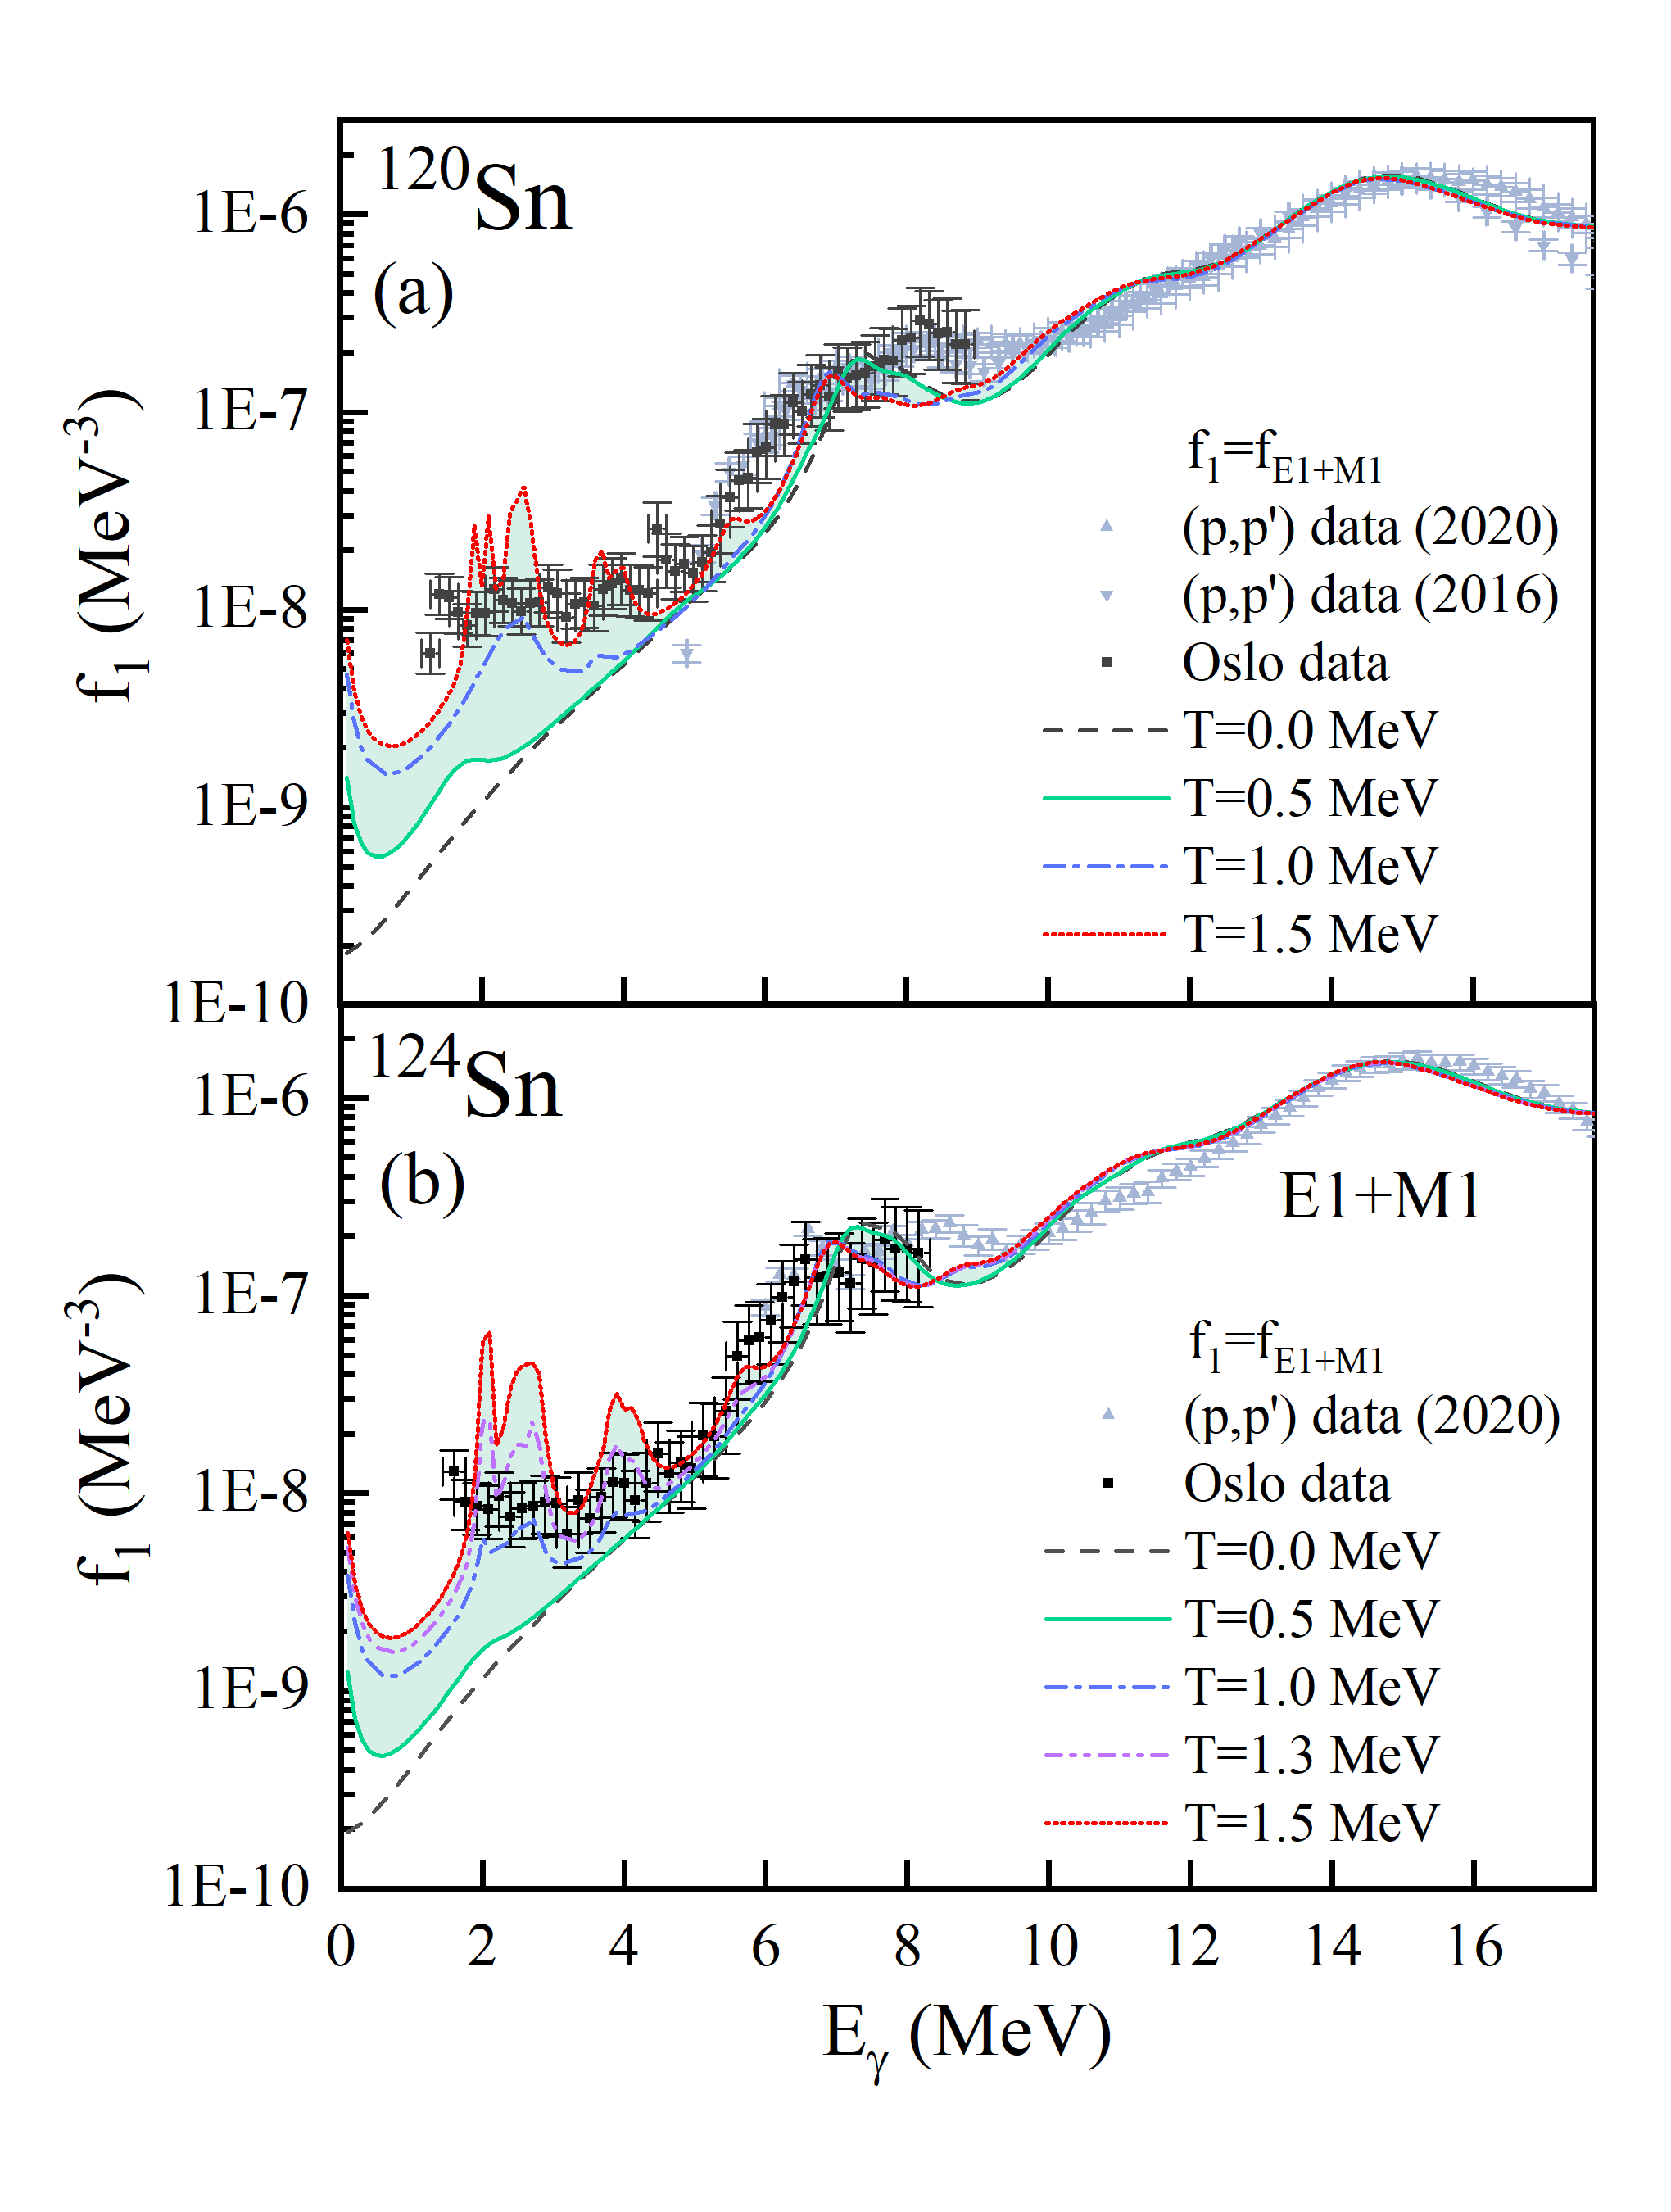 120Sn
(a)
1E-6
1E-7
1E-8
1E-9
1E-10
f1 (MeV-3)
f1=fE1+M1
(p,p') data (2020)
(p,p') data (2016)
Oslo data
T=0.0 MeV
T=0.5 MeV
T=1.0 MeV
T=1.5 MeV
124Sn
(b)
E1+M1
1E-6
1E-7
1E-8
1E-9
1E-10
f1 (MeV-3)
f1=fE1+M1
(p,p') data (2020)
Oslo data
T=0.0 MeV
T=0.5 MeV
T=1.0 MeV
T=1.3 MeV
T=1.5 MeV
0 2 4 6 8 10 12 14 16
Eγ (MeV)